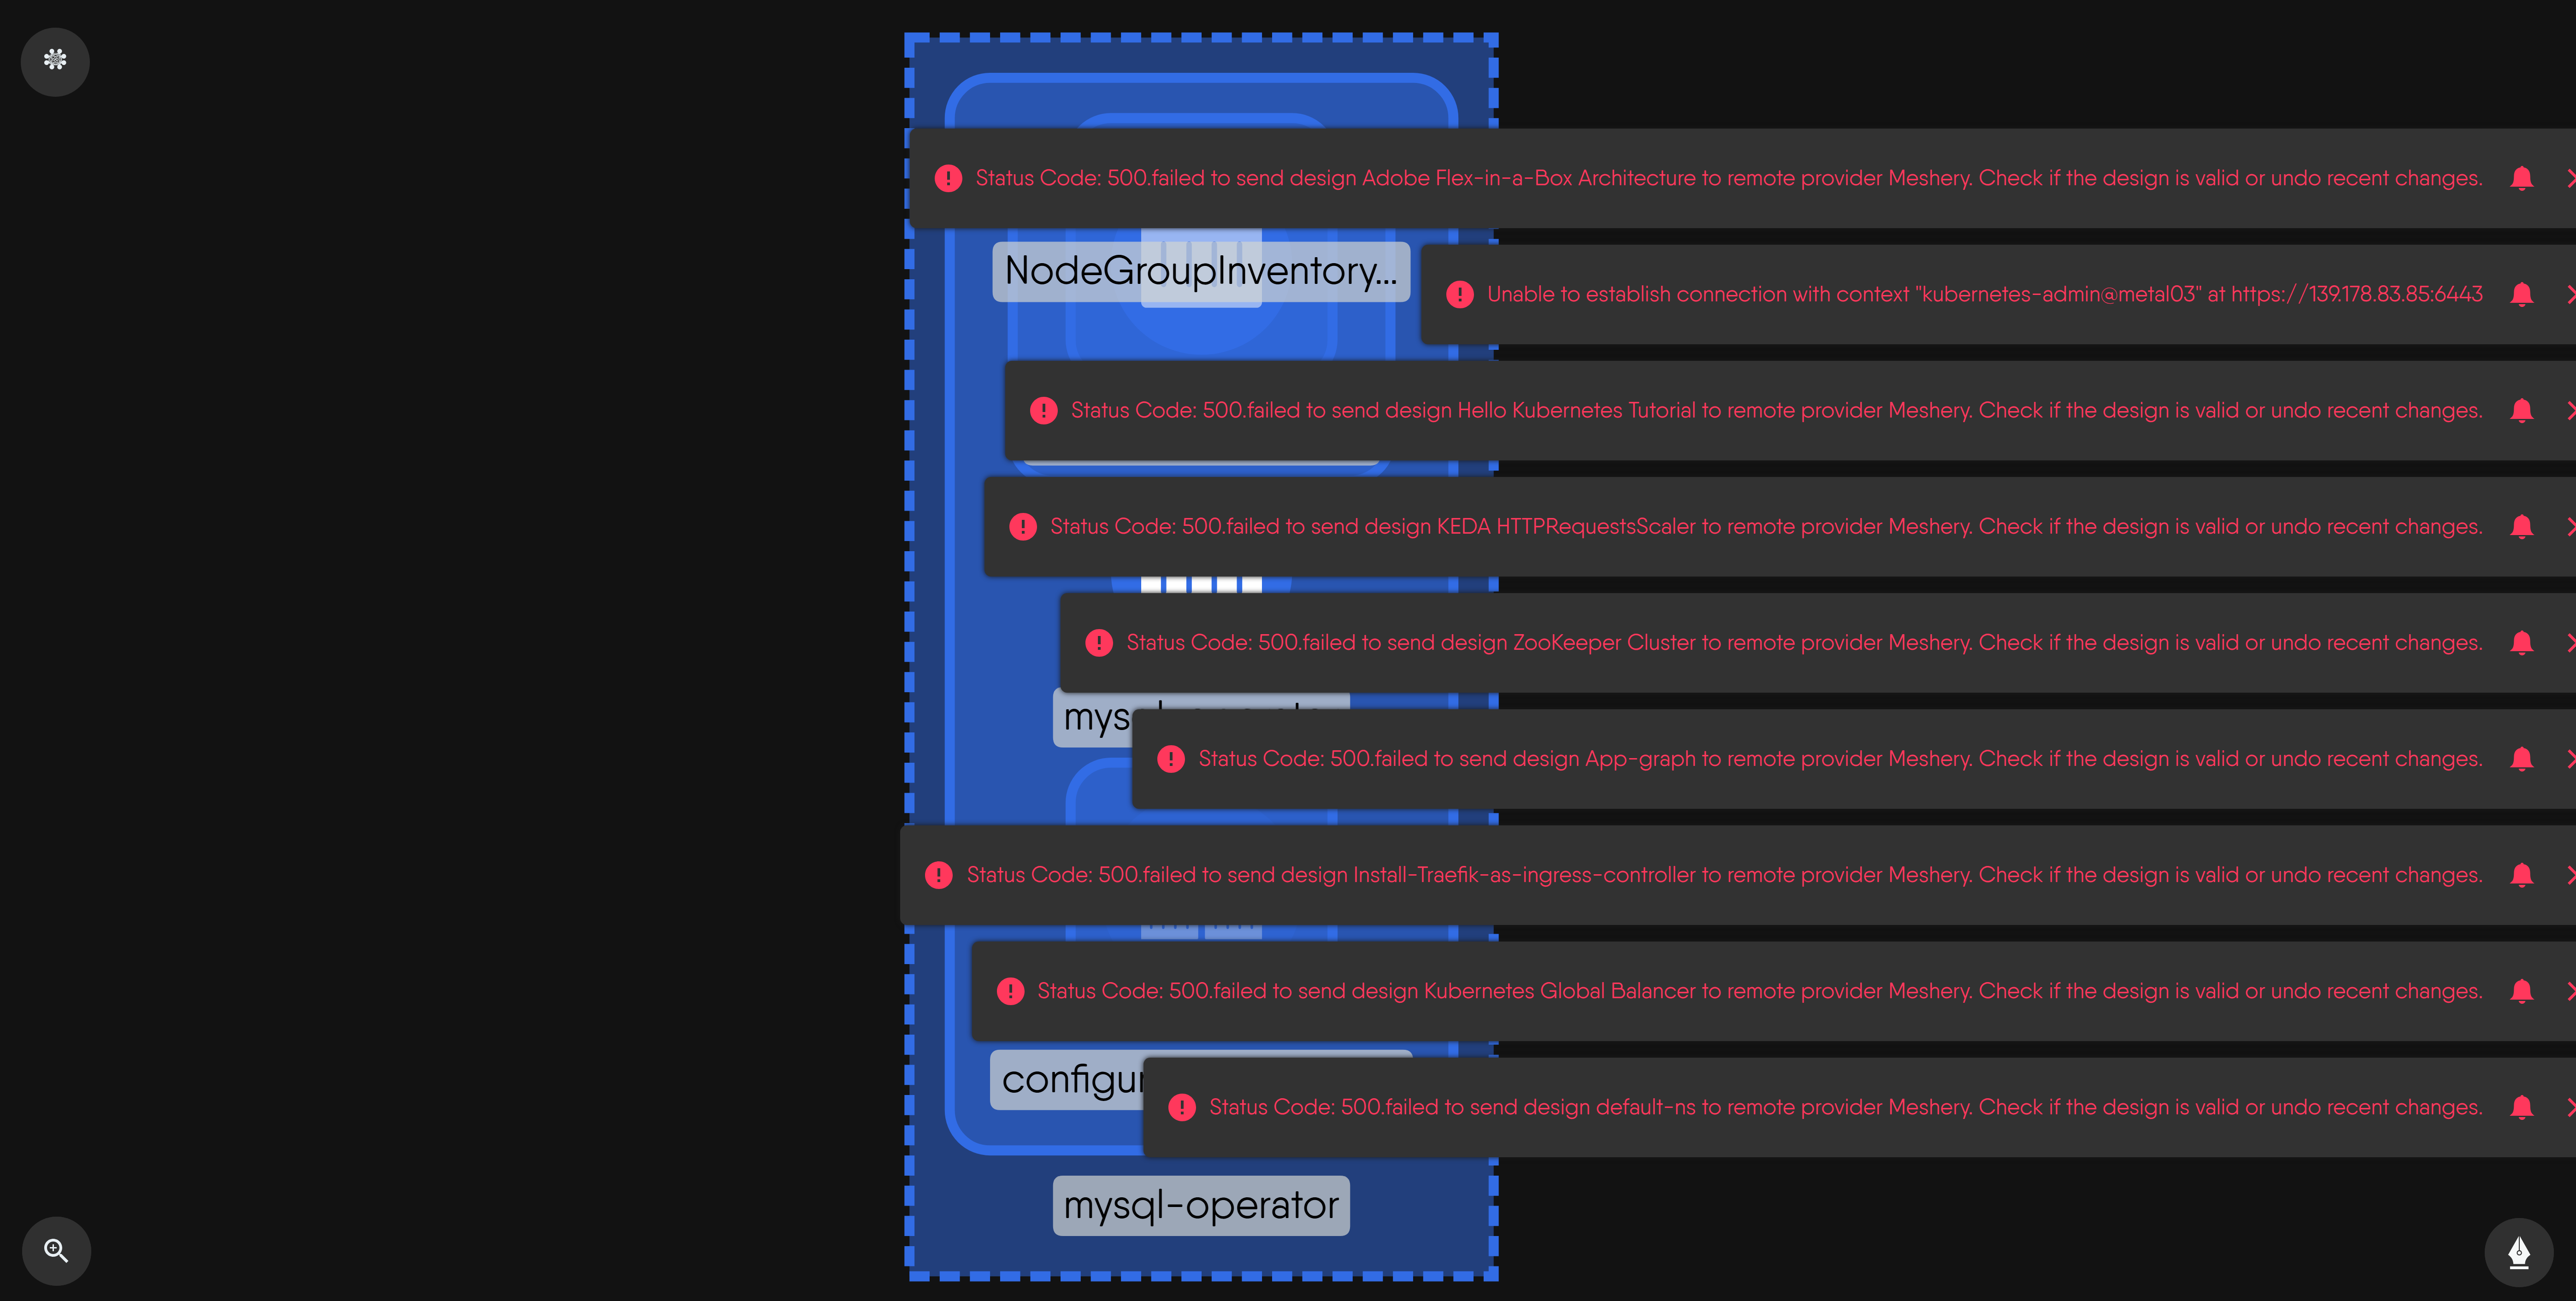 Status Code: 500.failed to send design Adobe Flex-in-a-Box Architecture to remote provider Meshery. Check if the design is valid or undo recent changes.
NodeGroupInventory...
Unable to establish connection with context "kubernetes-admin@metal03" at https://139.178.83.85:6443
Status Code: 500.failed to send design Hello Kubernetes Tutorial to remote provider Meshery. Check if the design is valid or undo recent changes.
Status Code: 500.failed to send design KEDA HTTPRequestsScaler to remote provider Meshery. Check if the design is valid or undo recent changes.
Status Code: 500.failed to send design ZooKeeper Cluster to remote provider Meshery. Check if the design is valid or undo recent changes.
Status Code: 500.failed to send design App-graph to remote provider Meshery. Check if the design is valid or undo recent changes.
Status Code: 500.failed to send design Install-Traefik-as-ingress-controller to remote provider Meshery. Check if the design is valid or undo recent changes.
Status Code: 500.failed to send design Kubernetes Global Balancer to remote provider Meshery. Check if the design is valid or undo recent changes.
Status Code: 500.failed to send design default-ns to remote provider Meshery. Check if the design is valid or undo recent changes.
mysql-operator